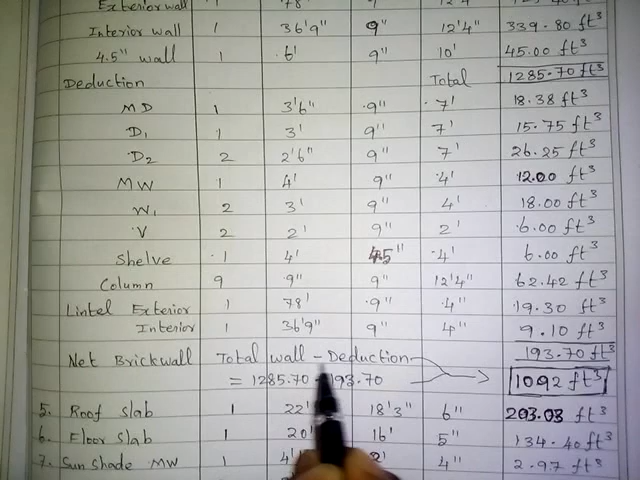 Exterior wall 1 78' 9"
Interior wall 1 36'9" 9" 12'4" 339.80 ft³
4.5" wall 1 6' 9" 10' 45.00 ft³
Deduction Total 1285.70 ft³
MD 1 3'6" 9" 7' 18.38 ft³
D1 1 3' 9" 7' 15.75 ft³
D2 2 2'6" 9" 7' 26.25 ft³
MW 1 4' 9" 4' 12.00 ft³
W1 2 3' 9" 4' 18.00 ft³
V 2 2' 9" 2' 6.00 ft³
Shelve 1 4' 4.5" 4' 6.00 ft³
Column 9 9" 9" 12'4" 62.42 ft³
Lintel Exterior 1 78' 9" 4" 19.30 ft³
Interior 1 36'9" 9" 4" 9.10 ft³
Net Brickwall Total wall - Deduction 193.70 ft³
= 1285.70 - 193.70 1092 ft³
5. Roof slab 1 18'3" 6" 203.03 ft³
6. Floor slab 1 20' 16' 5" 134.40 ft³
7. Sun shade MW 1 2' 4" 2.97 ft³